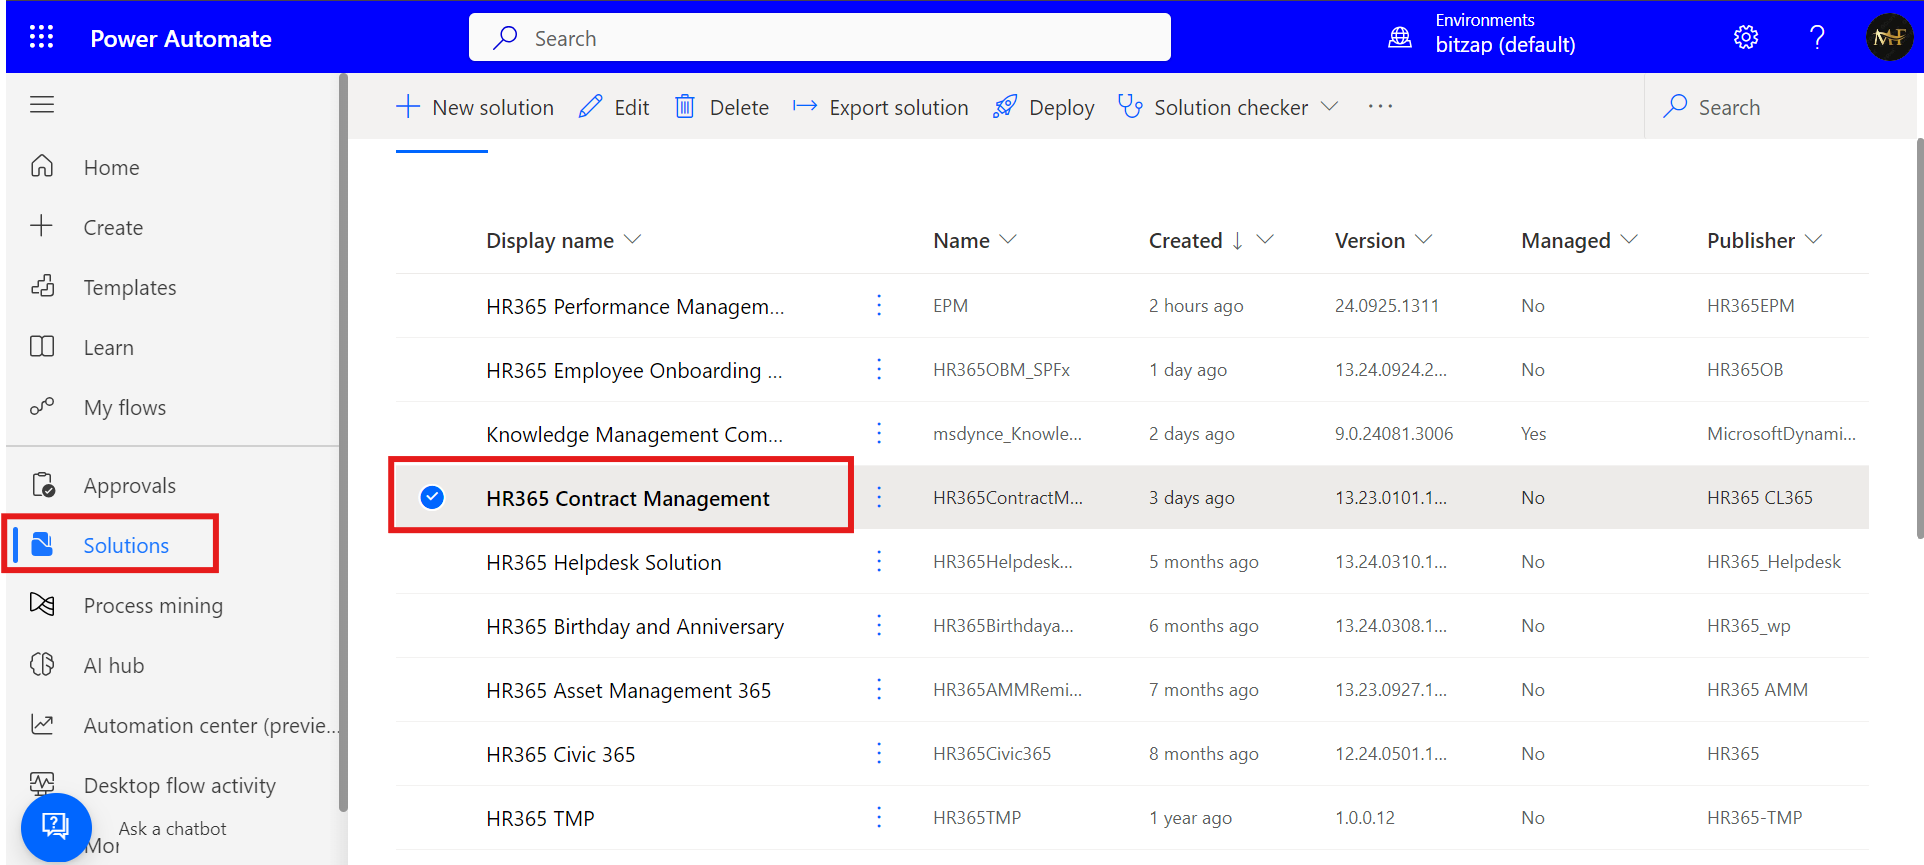 Power Automate
Search
Environments
bitzap (default)
?
MF
New solution Edit Delete Export solution Deploy Solution checker ··· Search
Home
Create
Templates
Learn
My flows
Approvals
Solutions
Process mining
AI hub
Automation center (previe...
Desktop flow activity
Ask a chatbot
Display name Name Created ↓ Version Managed Publisher
HR365 Performance Managem... EPM 2 hours ago 24.0925.1311 No HR365EPM
HR365 Employee Onboarding ... HR365OBM_SPFx 1 day ago 13.24.0924.2... No HR365OB
Knowledge Management Com... msdynce_Knowle... 2 days ago 9.0.24081.3006 Yes MicrosoftDynami...
HR365 Contract Management HR365ContractM... 3 days ago 13.23.0101.1... No HR365 CL365
HR365 Helpdesk Solution HR365Helpdesk... 5 months ago 13.24.0310.1... No HR365_Helpdesk
HR365 Birthday and Anniversary HR365Birthdaya... 6 months ago 13.24.0308.1... No HR365_wp
HR365 Asset Management 365 HR365AMMRemi... 7 months ago 13.23.0927.1... No HR365 AMM
HR365 Civic 365 HR365Civic365 8 months ago 12.24.0501.1... No HR365
HR365 TMP HR365TMP 1 year ago 1.0.0.12 No HR365-TMP